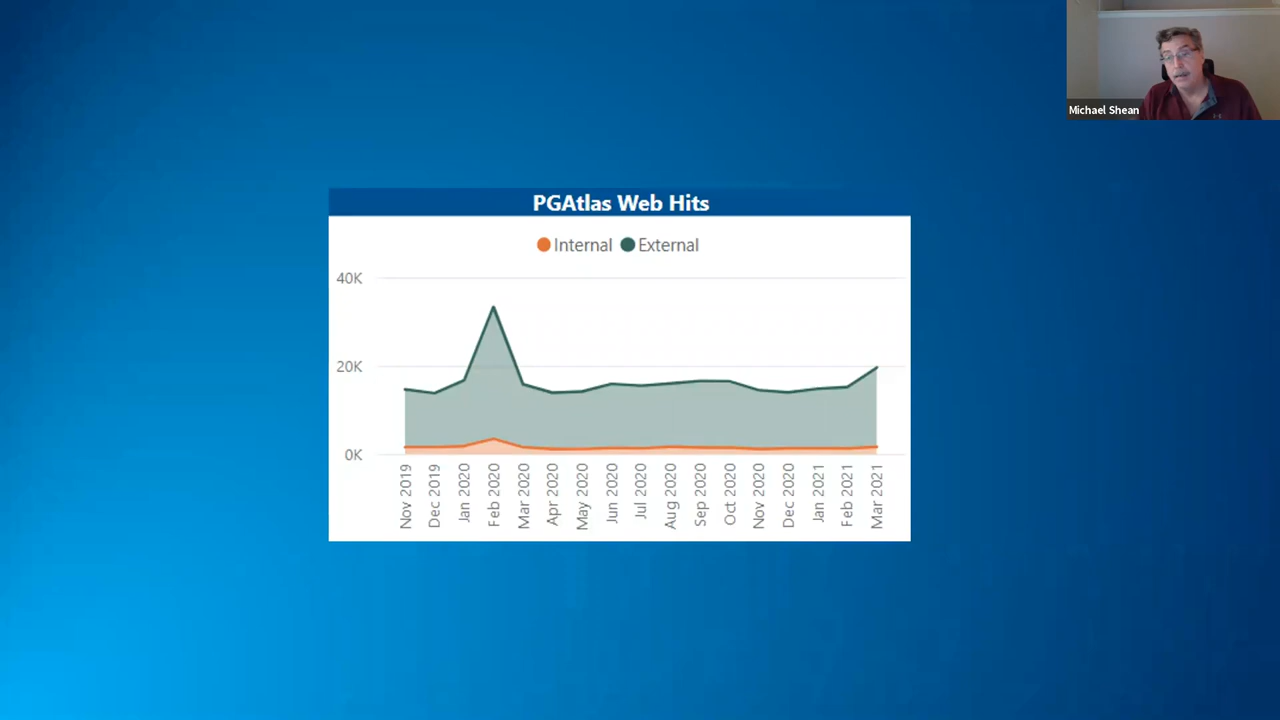 Michael Shean
PGAtlas Web Hits
Internal External
40K
20K
0K
Nov 2019
Dec 2019
Jan 2020
Feb 2020
Mar 2020
Apr 2020
May 2020
Jun 2020
Jul 2020
Aug 2020
Sep 2020
Oct 2020
Nov 2020
Dec 2020
Jan 2021
Feb 2021
Mar 2021